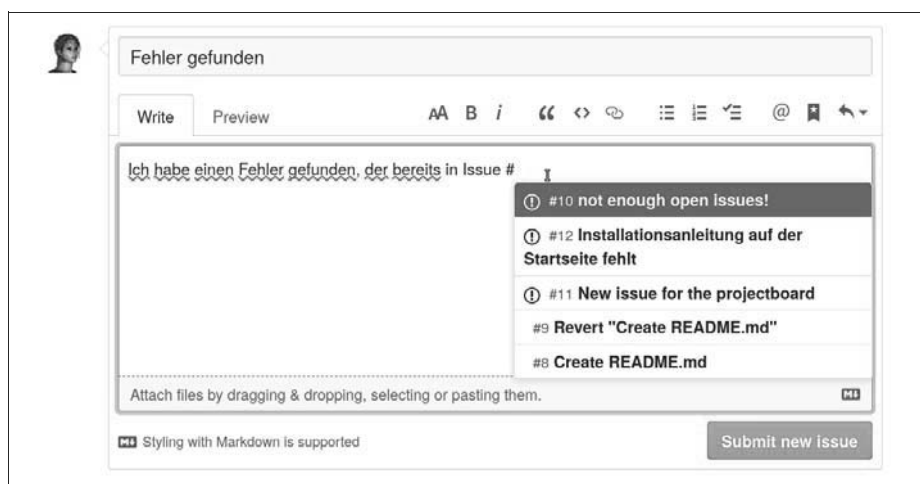 Fehler gefunden
Write Preview AA B i @
Ich habe einen Fehler gefunden, der bereits in Issue #
#10 not enough open issues!
#12 Installationsanleitung auf der
Startseite fehlt
#11 New issue for the projectboard
#9 Revert "Create README.md"
#8 Create README.md
Attach files by dragging & dropping, selecting or pasting them.
Styling with Markdown is supported
Submit new issue